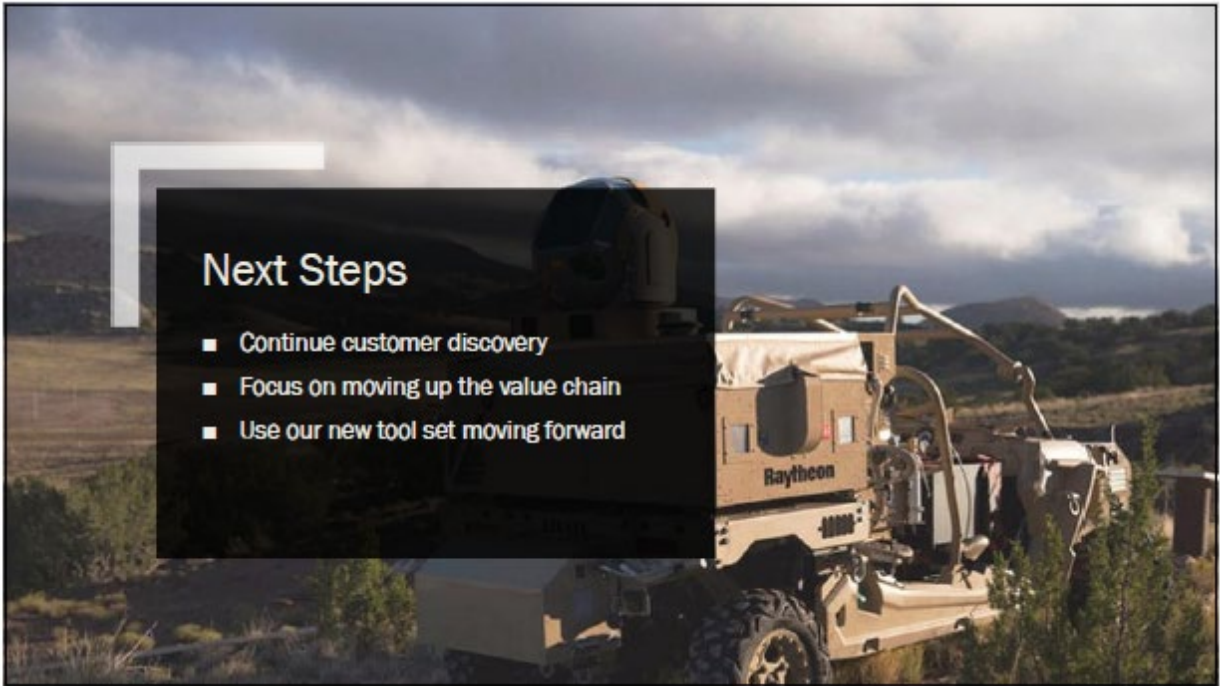 Next Steps
■ Continue customer discovery
■ Focus on moving up the value chain
■ Use our new tool set moving forward
Raytheon